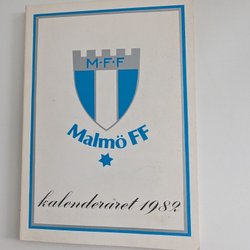 M·F·F
Malmö FF
kalenderåret 1982